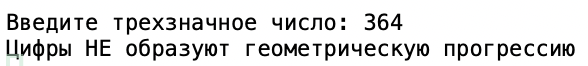 Введите трехзначное число: 364
Цифры НЕ образуют геометрическую прогрессию